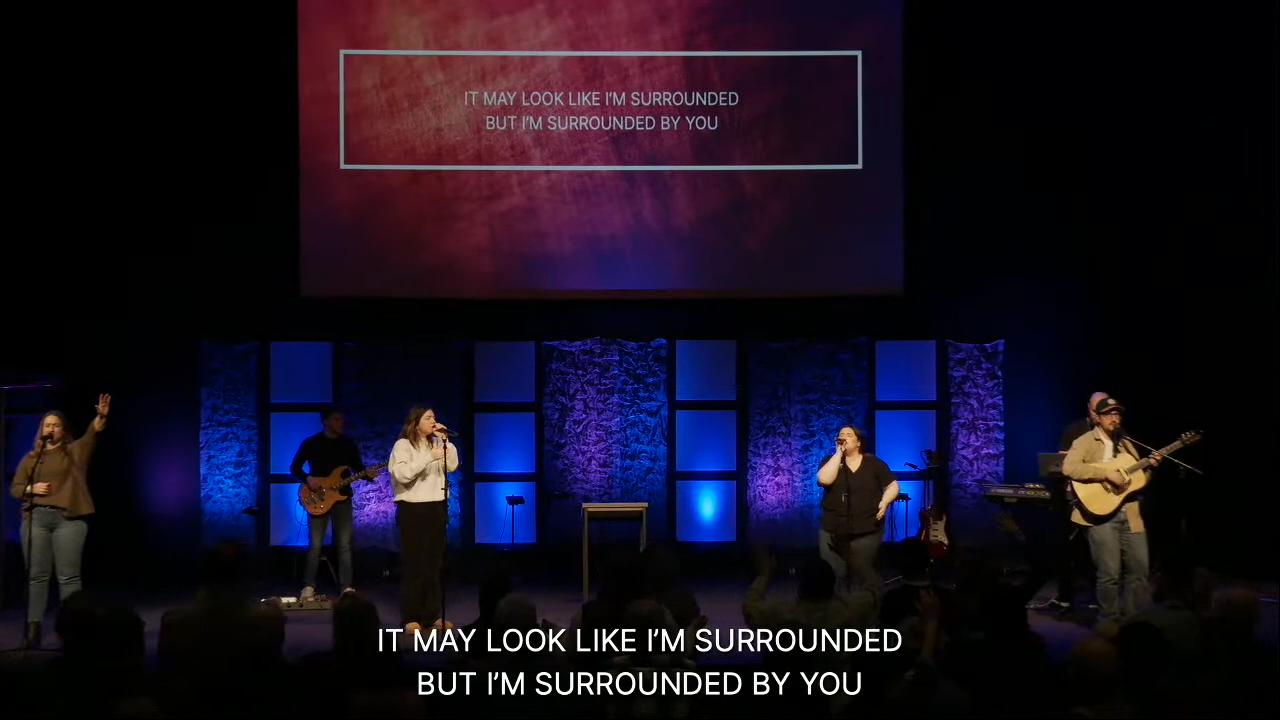 IT MAY LOOK LIKE I'M SURROUNDED
BUT I'M SURROUNDED BY YOU
IT MAY LOOK LIKE I’M SURROUNDED
BUT I’M SURROUNDED BY YOU